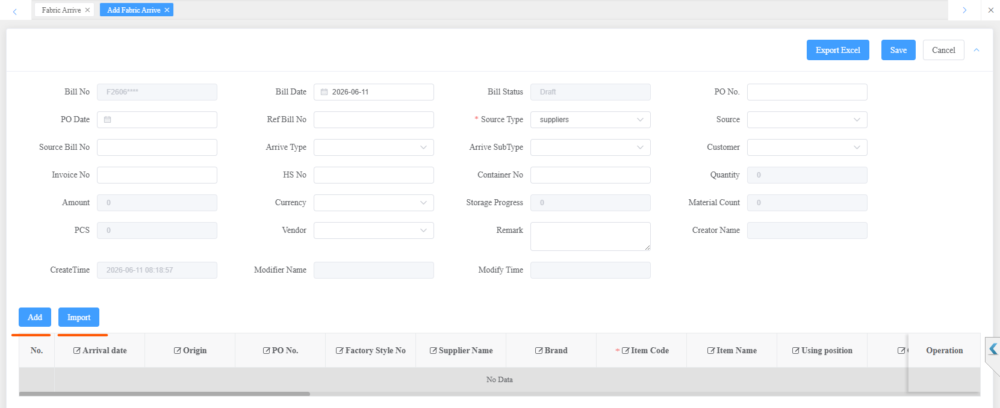 Fabric Arrive
Add Fabric Arrive
Export Excel
Save
Cancel
Bill No F2606****
Bill Date 2026-06-11
Bill Status Draft
PO No.
PO Date
Ref Bill No
* Source Type suppliers
Source
Source Bill No
Arrive Type
Arrive SubType
Customer
Invoice No
HS No
Container No
Quantity 0
Amount 0
Currency
Storage Progress 0
Material Count 0
PCS 0
Vendor
Remark
Creator Name
CreateTime 2026-06-11 08:18:57
Modifier Name
Modify Time
Add
Import
No. Arrival date Origin PO No. Factory Style No Supplier Name Brand * Item Code Item Name Using position Operation
No Data